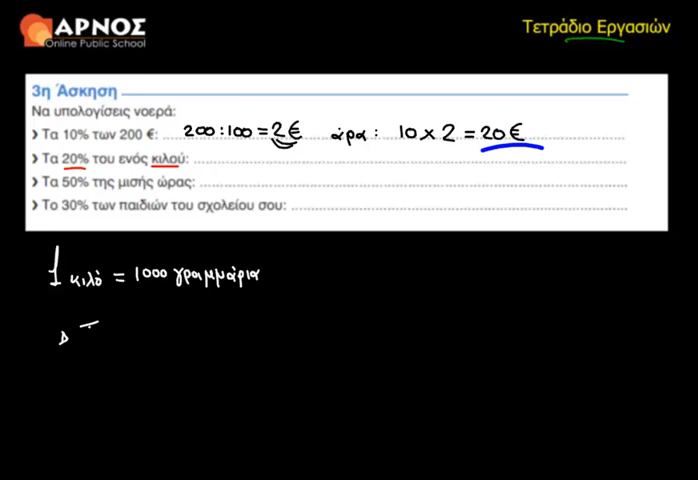 ΑΡΝΟΣ
Online Public School
Τετράδιο Εργασιών
3η Άσκηση
Να υπολογίσεις νοερά:
❯ Τα 10% των 200 €: 200:100 = 2€ άρα: 10 x 2 = 20€
❯ Τα 20% του ενός κιλού:
❯ Τα 50% της μισής ώρας:
❯ Το 30% των παιδιών του σχολείου σου:
1 κιλό = 1000 γραμμάρια